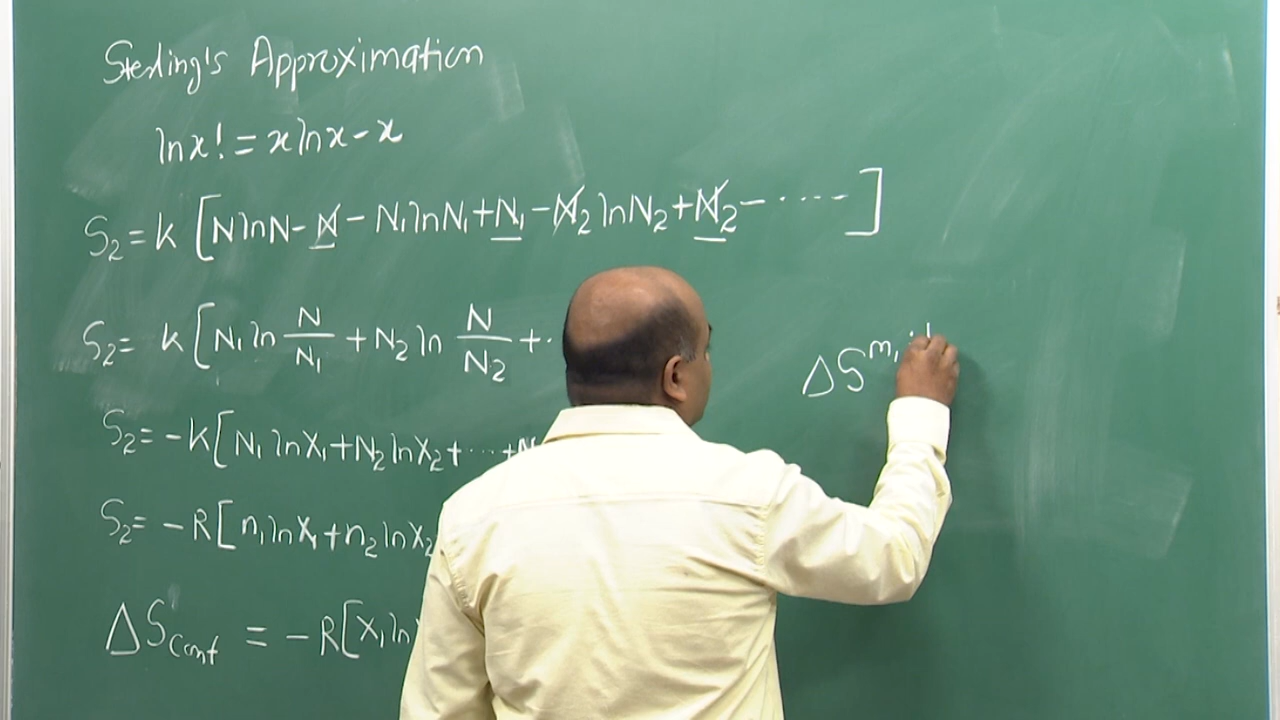 Sterling's Approximation
ln x! = x ln x - x
S₂ = k [N ln N - N - N₁ ln N₁ + N₁ - N₂ ln N₂ + N₂ - ..... ]
S₂ = k [N₁ ln N/N₁ + N₂ ln N/N₂ + .
S₂ = -k [N₁ ln X₁ + N₂ ln X₂ + ... + N
S₂ = -R [n₁ ln X₁ + n₂ ln X₂
ΔS_Conf = -R [X₁ ln
ΔS^m, id